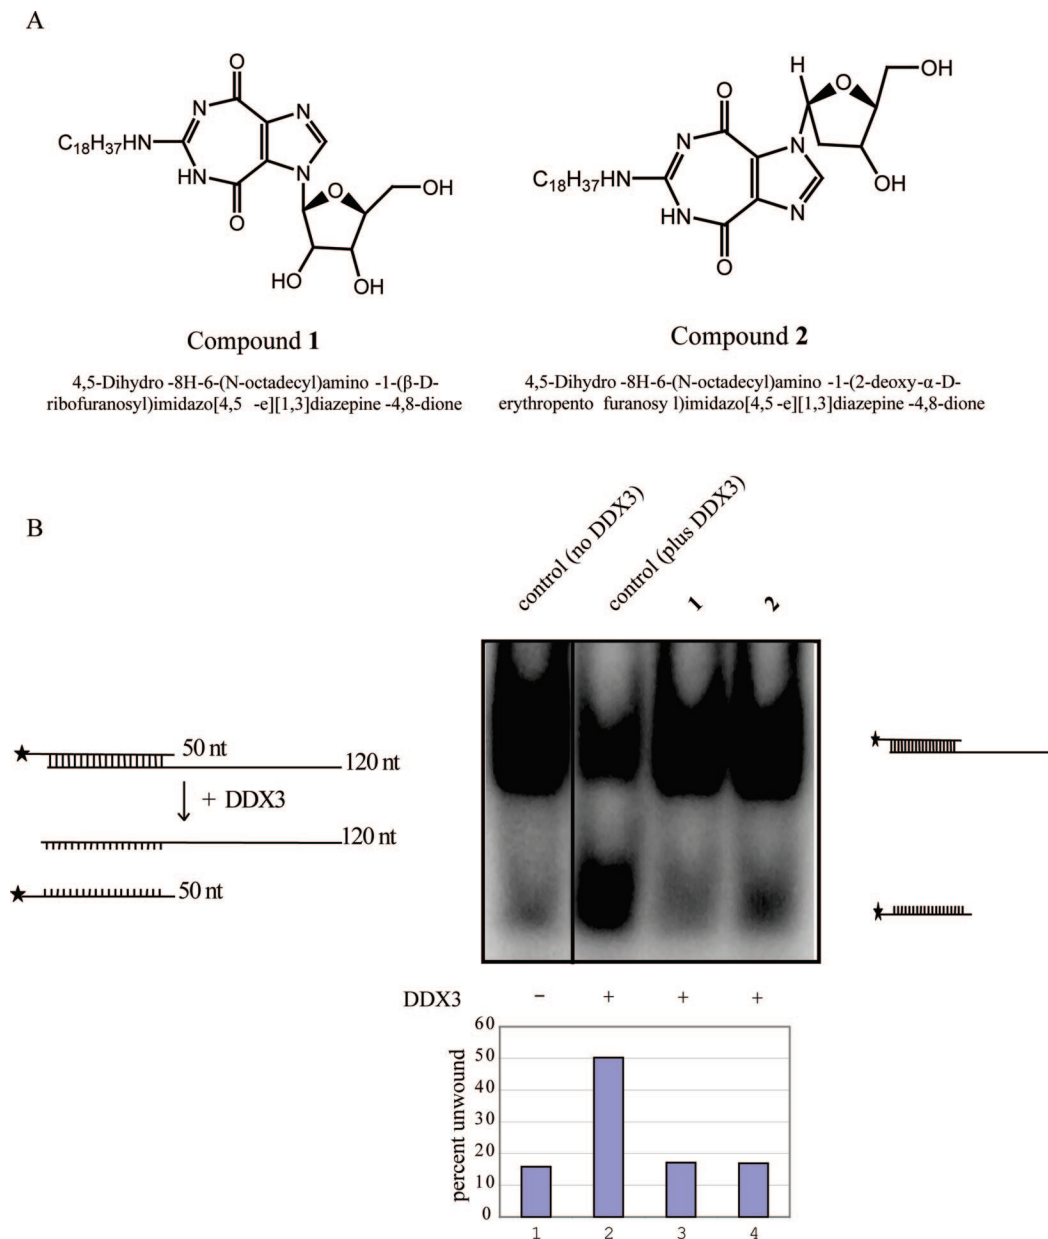 A
O
N
N
C18H37HN
HN
N
O
O
OH
HO
OH
H
O
OH
O
N
N
C18H37HN
HN
N
OH
O
Compound 1
4,5-Dihydro -8H-6-(N-octadecyl)amino -1-(β-D-
ribofuranosyl)imidazo[4,5 -e][1,3]diazepine -4,8-dione
Compound 2
4,5-Dihydro -8H-6-(N-octadecyl)amino -1-(2-deoxy-α-D-
erythropento furanosy l)imidazo[4,5 -e][1,3]diazepine -4,8-dione
B
control (no DDX3)
control (plus DDX3)
1
2
50 nt
120 nt
+ DDX3
120 nt
50 nt
DDX3 - + + +
percent unwound
60
50
40
30
20
10
0
1 2 3 4